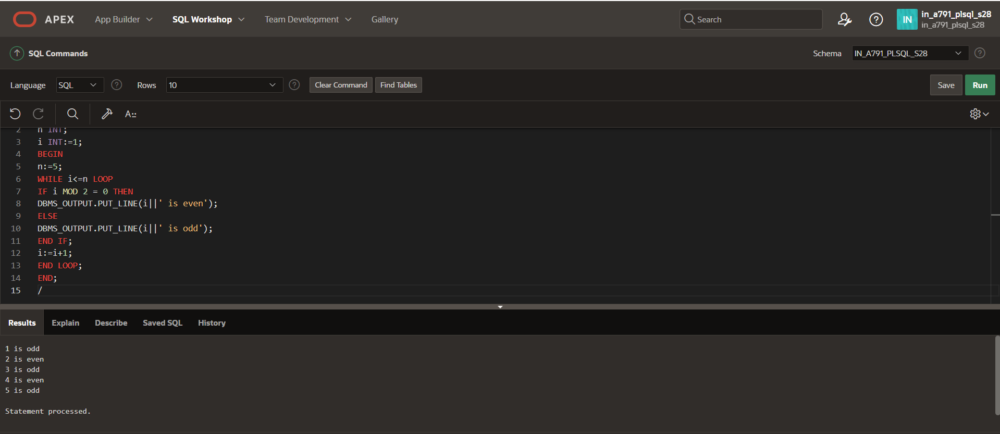 APEX App Builder SQL Workshop Team Development Gallery Search IN in_a791_plsql_s28
in_a791_plsql_s28
SQL Commands Schema IN_A791_PLSQL_S28
Language SQL Rows 10 Clear Command Find Tables Save Run
2 n INT;
3 i INT:=1;
4 BEGIN
5 n:=5;
6 WHILE i<=n LOOP
7 IF i MOD 2 = 0 THEN
8 DBMS_OUTPUT.PUT_LINE(i||' is even');
9 ELSE
10 DBMS_OUTPUT.PUT_LINE(i||' is odd');
11 END IF;
12 i:=i+1;
13 END LOOP;
14 END;
15 /
Results Explain Describe Saved SQL History
1 is odd
2 is even
3 is odd
4 is even
5 is odd
Statement processed.